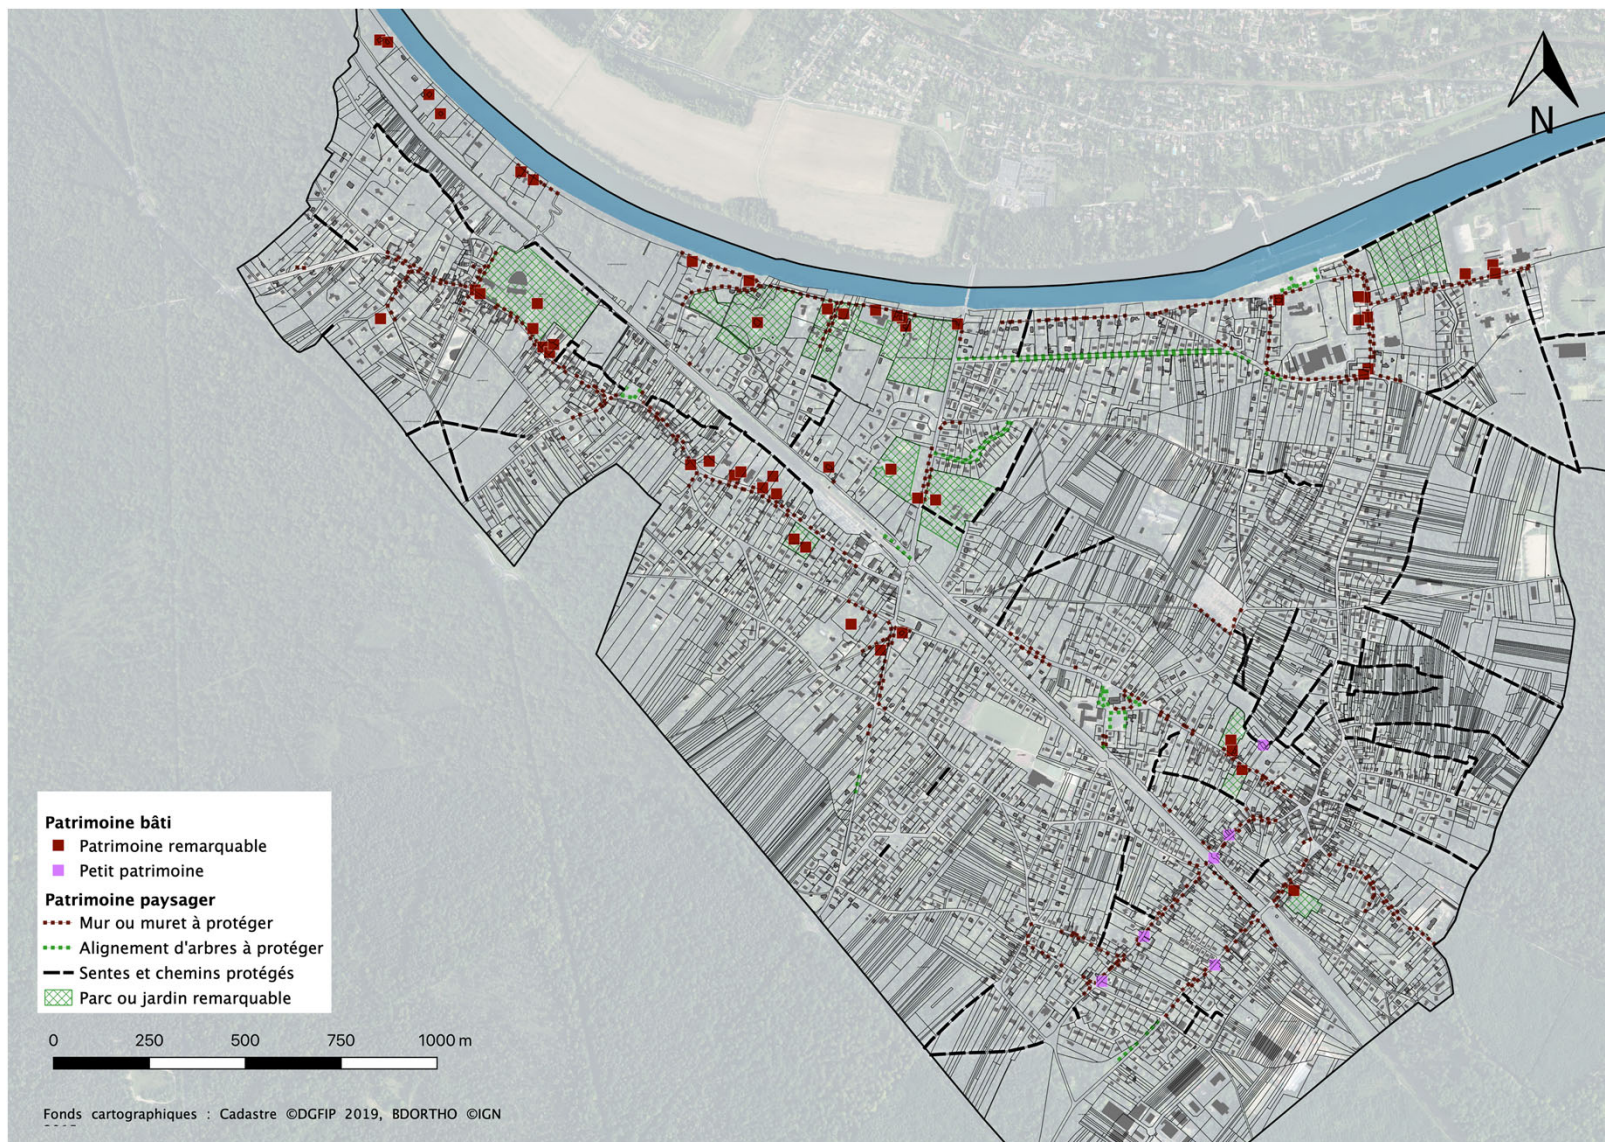 N
Patrimoine bâti
Patrimoine remarquable
Petit patrimoine
Patrimoine paysager
Mur ou muret à protéger
Alignement d'arbres à protéger
Sentes et chemins protégés
Parc ou jardin remarquable
0 250 500 750 1000 m
Fonds cartographiques : Cadastre ©DGFIP 2019, BDORTHO ©IGN